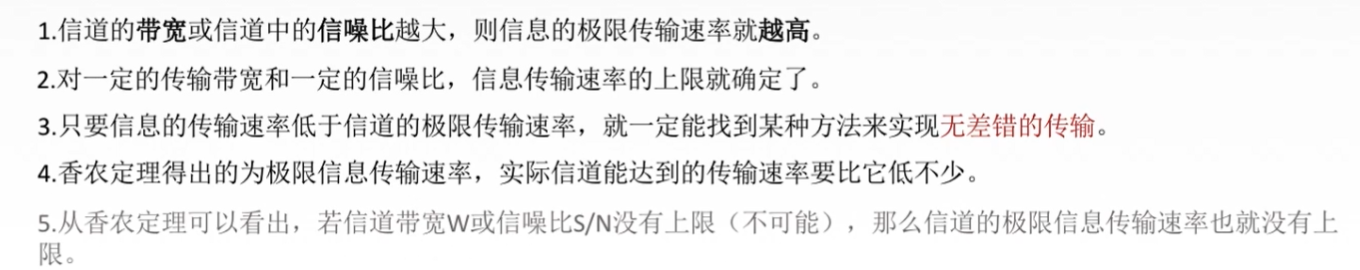 1.信道的带宽或信道中的信噪比越大，则信息的极限传输速率就越高。
2.对一定的传输带宽和一定的信噪比，信息传输速率的上限就确定了。
3.只要信息的传输速率低于信道的极限传输速率，就一定能找到某种方法来实现无差错的传输。
4.香农定理得出的为极限信息传输速率，实际信道能达到的传输速率要比它低不少。
5.从香农定理可以看出，若信道带宽W或信噪比S/N没有上限（不可能），那么信道的极限信息传输速率也就没有上
限。